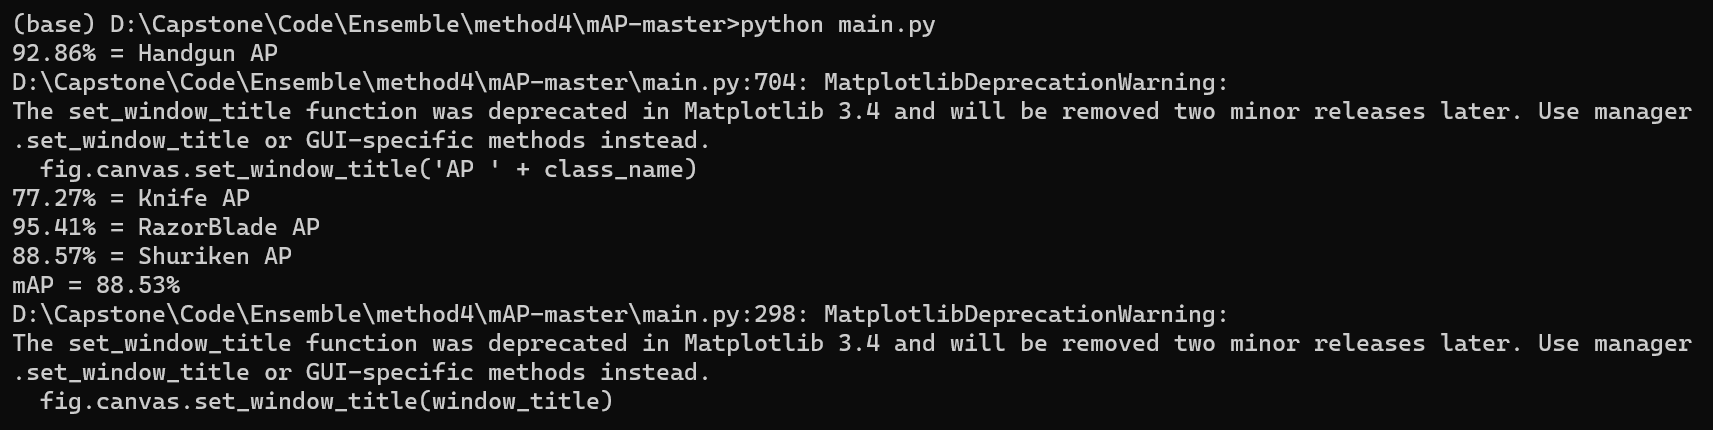 (base) D:\Capstone\Code\Ensemble\method4\mAP-master>python main.py
92.86% = Handgun AP
D:\Capstone\Code\Ensemble\method4\mAP-master\main.py:704: MatplotlibDeprecationWarning:
The set_window_title function was deprecated in Matplotlib 3.4 and will be removed two minor releases later. Use manager
.set_window_title or GUI-specific methods instead.
  fig.canvas.set_window_title('AP ' + class_name)
77.27% = Knife AP
95.41% = RazorBlade AP
88.57% = Shuriken AP
mAP = 88.53%
D:\Capstone\Code\Ensemble\method4\mAP-master\main.py:298: MatplotlibDeprecationWarning:
The set_window_title function was deprecated in Matplotlib 3.4 and will be removed two minor releases later. Use manager
.set_window_title or GUI-specific methods instead.
  fig.canvas.set_window_title(window_title)